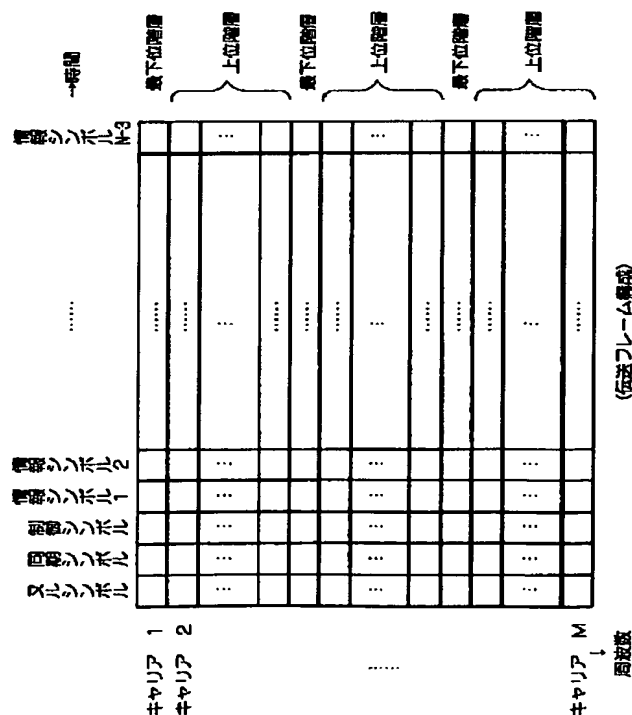 →時間
ヌルシンボル
同期シンボル
制御シンボル
情報シンボル1
情報シンボル2
……
情報シンボル N-3
キャリア 1
キャリア 2
……
キャリア M
↓
周波数
最下位階層
上位階層
最下位階層
上位階層
最下位階層
上位階層
(伝送フレーム構成)